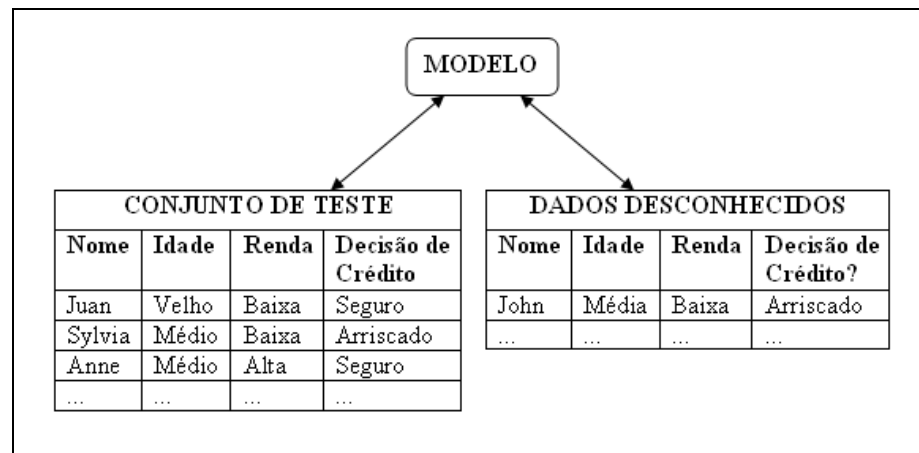 MODELO
CONJUNTO DE TESTE
Nome Idade Renda Decisão de
Crédito
Juan Velho Baixa Seguro
Sylvia Médio Baixa Arriscado
Anne Médio Alta Seguro
... ... ... ...
DADOS DESCONHECIDOS
Nome Idade Renda Decisão de
Crédito?
John Média Baixa Arriscado
... ... ... ...